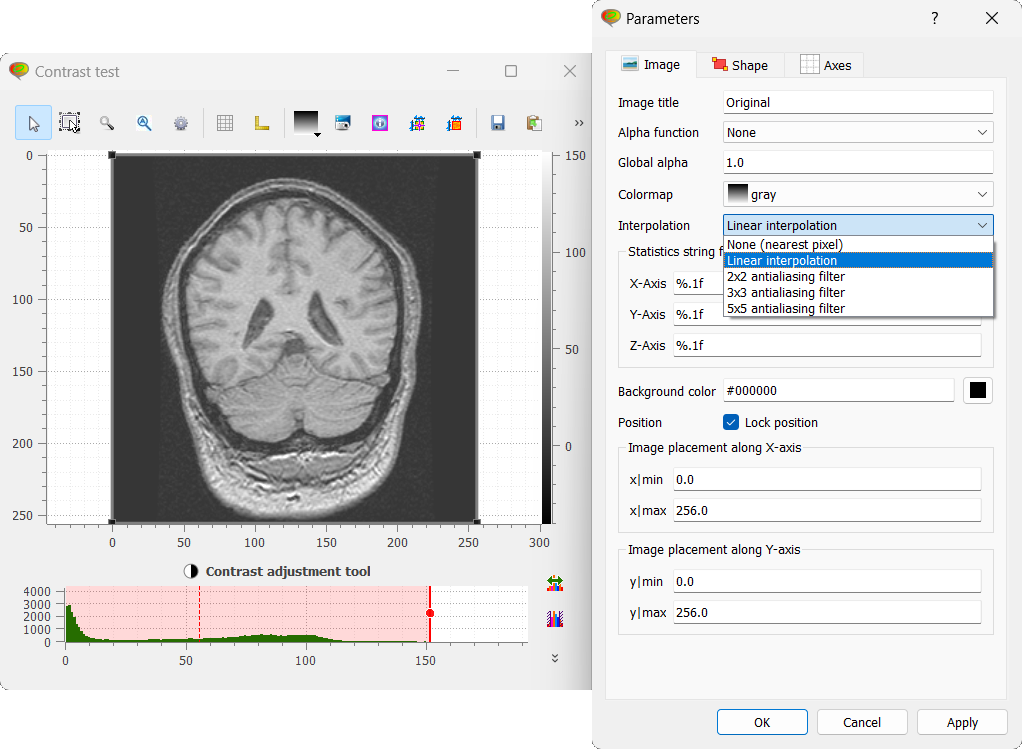 Contrast test
0
50
100
150
200
250
0
50
100
150
200
250
300
150
100
50
0
Contrast adjustment tool
4000
3000
2000
1000
0
0
50
100
150
Parameters
?
Image
Shape
Axes
Image title
Original
Alpha function
None
Global alpha
1.0
Colormap
gray
Interpolation
Linear interpolation
None (nearest pixel)
Linear interpolation
2x2 antialiasing filter
3x3 antialiasing filter
5x5 antialiasing filter
Statistics string
X-Axis
%.1f
Y-Axis
%.1f
Z-Axis
%.1f
Background color
#000000
Position
Lock position
Image placement along X-axis
x|min
0.0
x|max
256.0
Image placement along Y-axis
y|min
0.0
y|max
256.0
OK
Cancel
Apply